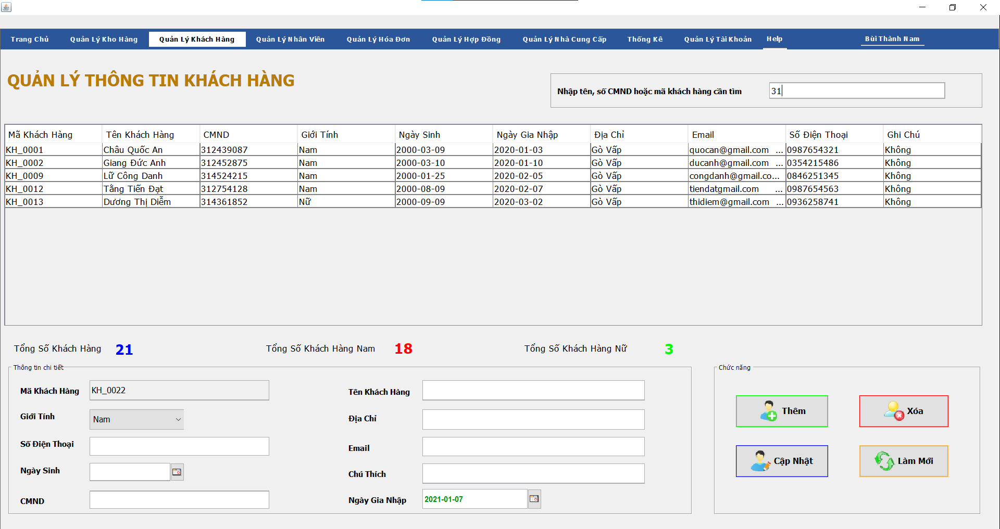 Trang Chủ Quản Lý Kho Hàng Quản Lý Khách Hàng Quản Lý Nhân Viên Quản Lý Hóa Đơn Quản Lý Hợp Đồng Quản Lý Nhà Cung Cấp Thống Kê Quản Lý Tài Khoản Help Bùi Thành Nam
QUẢN LÝ THÔNG TIN KHÁCH HÀNG
Nhập tên, số CMND hoặc mã khách hàng cần tìm 31
Mã Khách Hàng Tên Khách Hàng CMND Giới Tính Ngày Sinh Ngày Gia Nhập Địa Chỉ Email Số Điện Thoại Ghi Chú
KH_0001 Châu Quốc An 312439087 Nam 2000-03-09 2020-01-03 Gò Vấp quocan@gmail.com ... 0987654321 Không
KH_0002 Giang Đức Anh 312452875 Nam 2000-03-10 2020-01-10 Gò Vấp ducanh@gmail.com ... 0354215486 Không
KH_0009 Lữ Công Danh 314524215 Nam 2000-01-25 2020-02-05 Gò Vấp congdanh@gmail.co... 0846251345 Không
KH_0012 Tằng Tiến Đạt 312754128 Nam 2000-08-09 2020-02-07 Gò Vấp tiendatgmail.com ... 0987654563 Không
KH_0013 Dương Thị Diễm 314361852 Nữ 2000-09-09 2020-03-02 Gò Vấp thidiem@gmail.com ... 0936258741 Không
Tổng Số Khách Hàng 21 Tổng Số Khách Hàng Nam 18 Tổng Số Khách Hàng Nữ 3
Thông tin chi tiết
Mã Khách Hàng KH_0022 Tên Khách Hàng
Giới Tính Nam Địa Chỉ
Số Điện Thoại Email
Ngày Sinh Chú Thích
CMND Ngày Gia Nhập 2021-01-07
Chức năng
Thêm Xóa
Cập Nhật Làm Mới